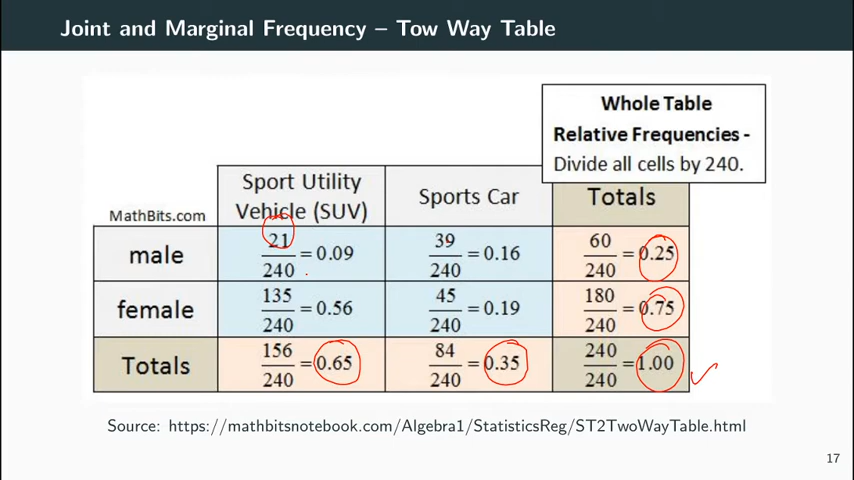 Joint and Marginal Frequency – Tow Way Table
Whole Table
Relative Frequencies -
Divide all cells by 240.
MathBits.com
Sport Utility
Vehicle (SUV)
Sports Car
Totals
male
21/240 = 0.09
39/240 = 0.16
60/240 = 0.25
female
135/240 = 0.56
45/240 = 0.19
180/240 = 0.75
Totals
156/240 = 0.65
84/240 = 0.35
240/240 = 1.00
Source: https://mathbitsnotebook.com/Algebra1/StatisticsReg/ST2TwoWayTable.html
17